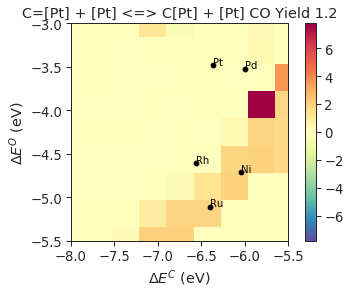 C=[Pt] + [Pt] <=> C[Pt] + [Pt] CO Yield 1.2
−3.0
−3.5
−4.0
−4.5
−5.0
−5.5
−8.0 −7.5 −7.0 −6.5 −6.0 −5.5
ΔE^O (eV)
ΔE^C (eV)
Pt
Pd
Rh
Ni
Ru
6
4
2
0
−2
−4
−6